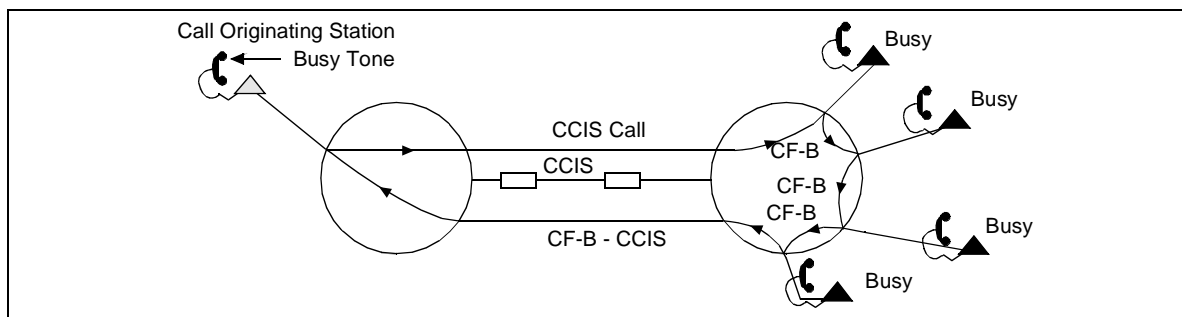 Call Originating Station
Busy Tone
Busy
Busy
CCIS Call
CF-B
CCIS
CF-B
CF-B
Busy
CF-B - CCIS
Busy